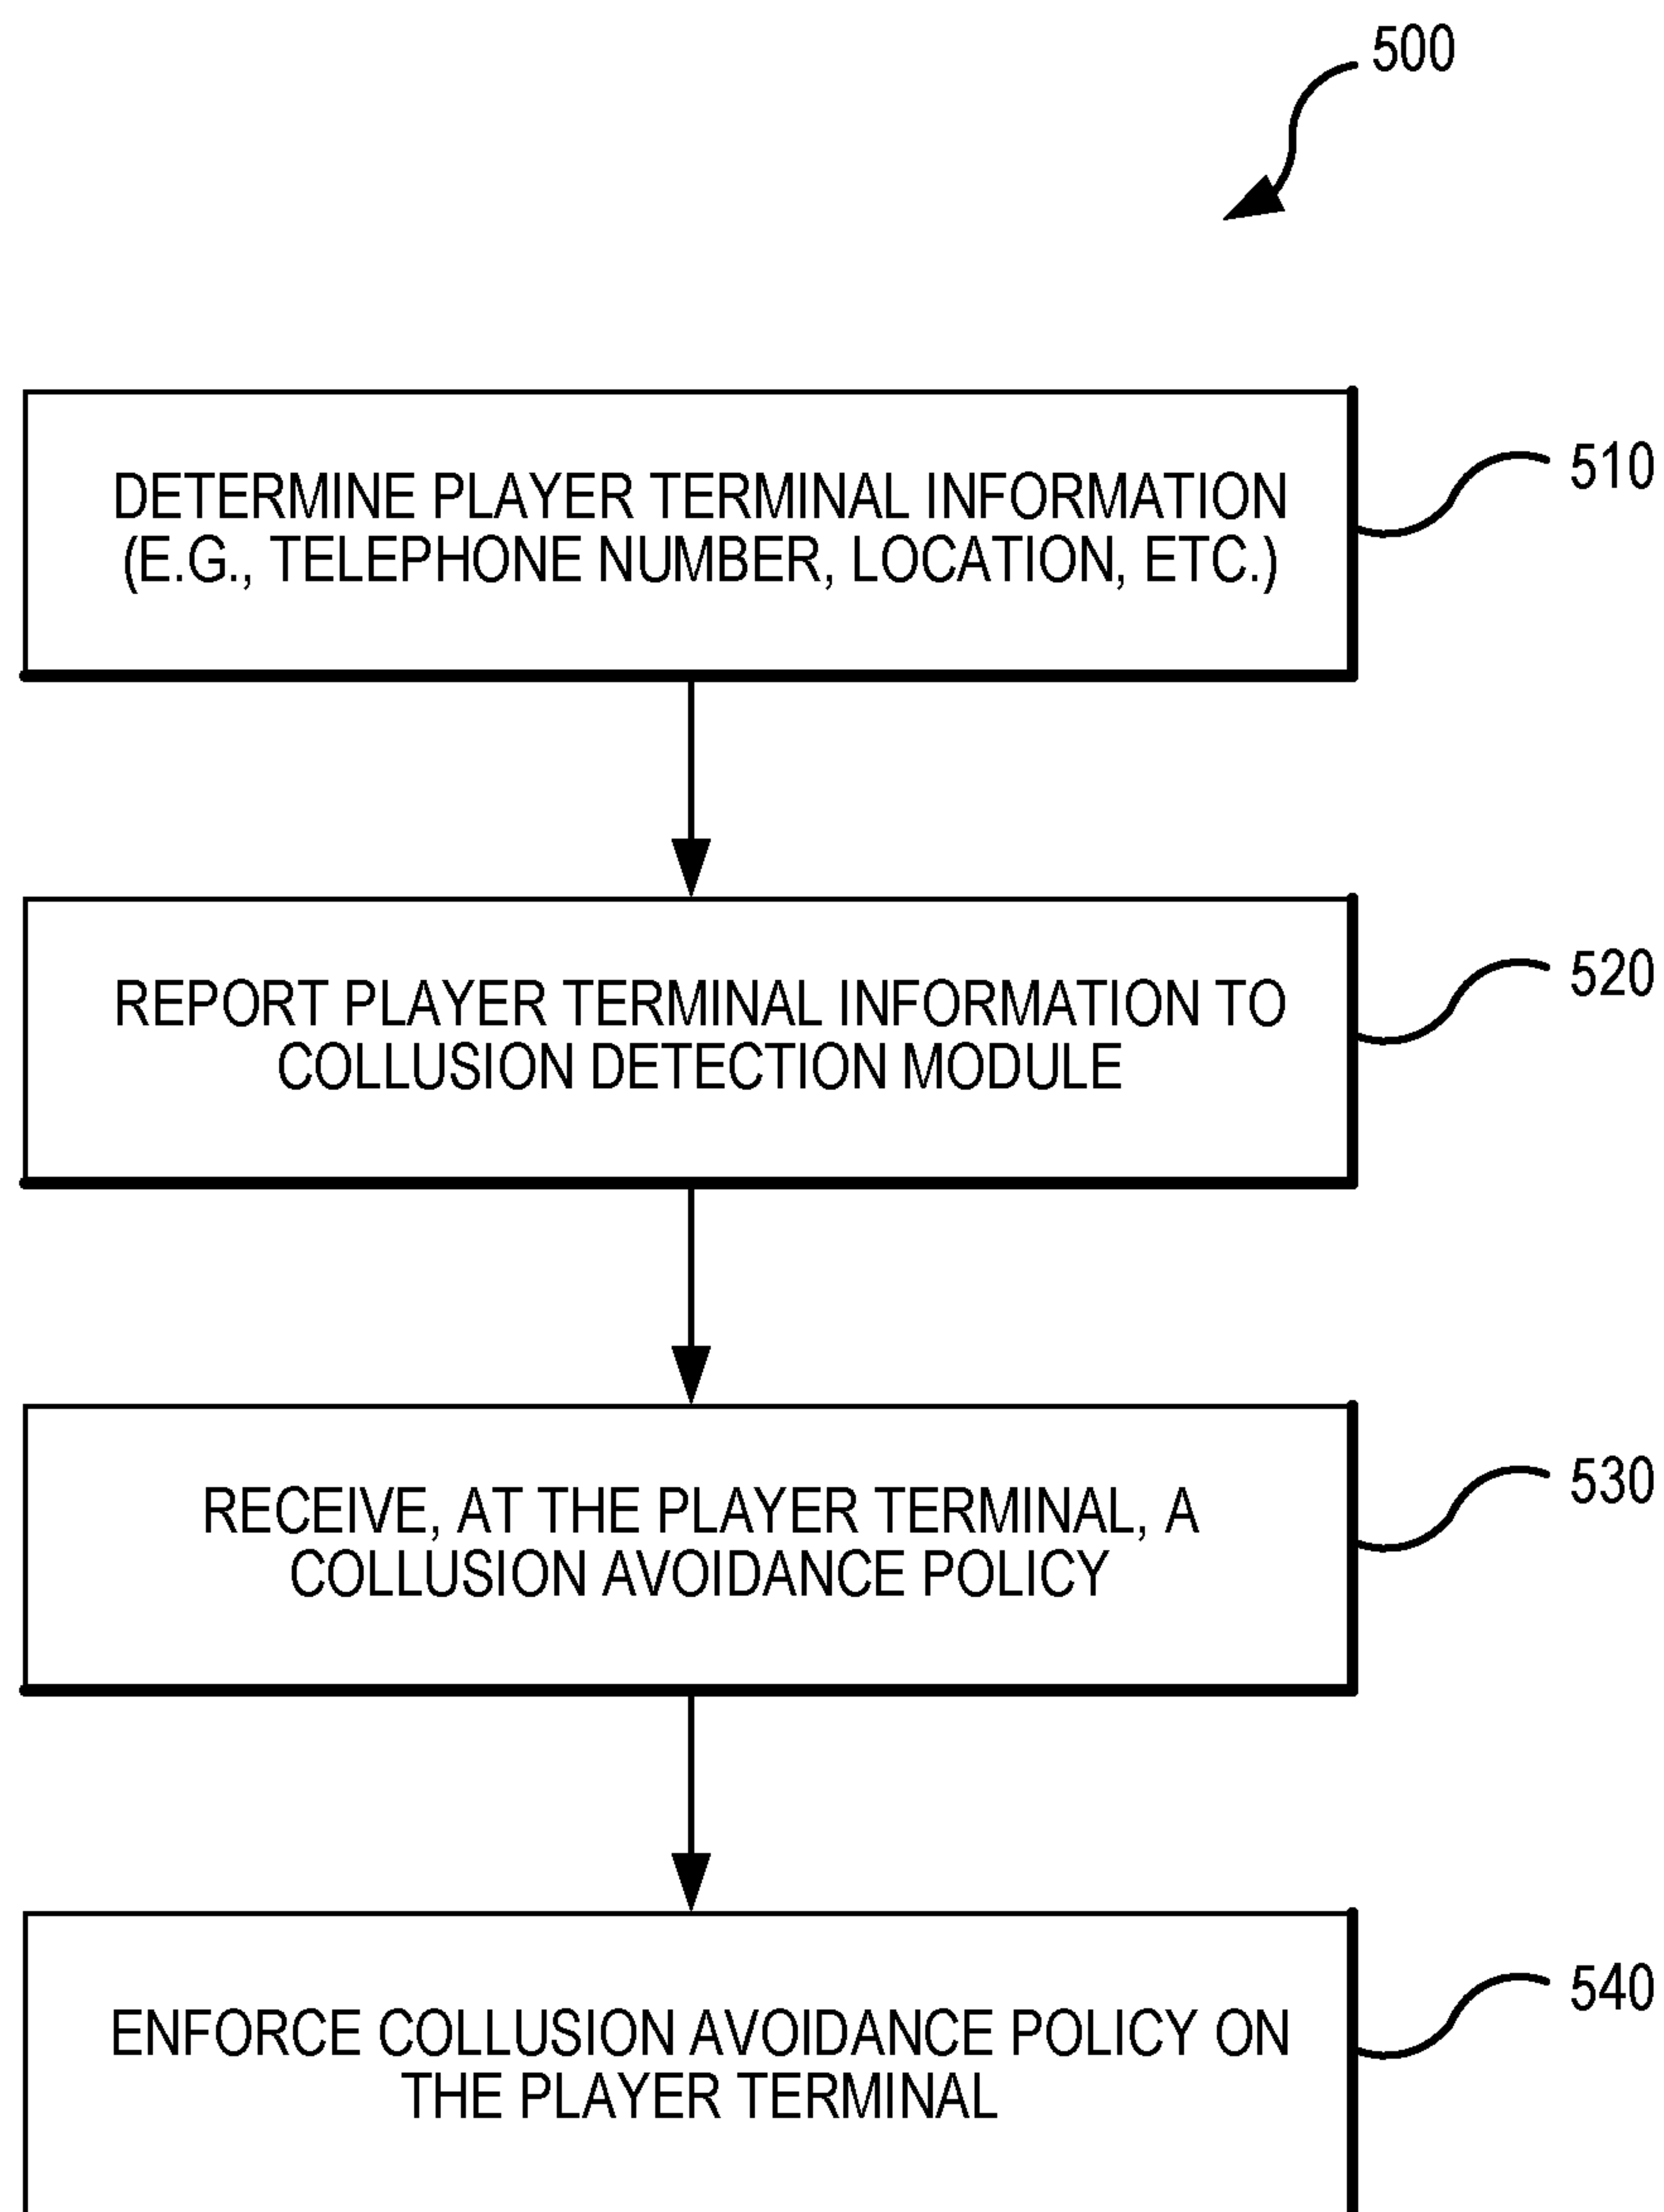 500
DETERMINE PLAYER TERMINAL INFORMATION
(E.G., TELEPHONE NUMBER, LOCATION, ETC.)
510
REPORT PLAYER TERMINAL INFORMATION TO
COLLUSION DETECTION MODULE
520
RECEIVE, AT THE PLAYER TERMINAL, A
COLLUSION AVOIDANCE POLICY
530
ENFORCE COLLUSION AVOIDANCE POLICY ON
THE PLAYER TERMINAL
540